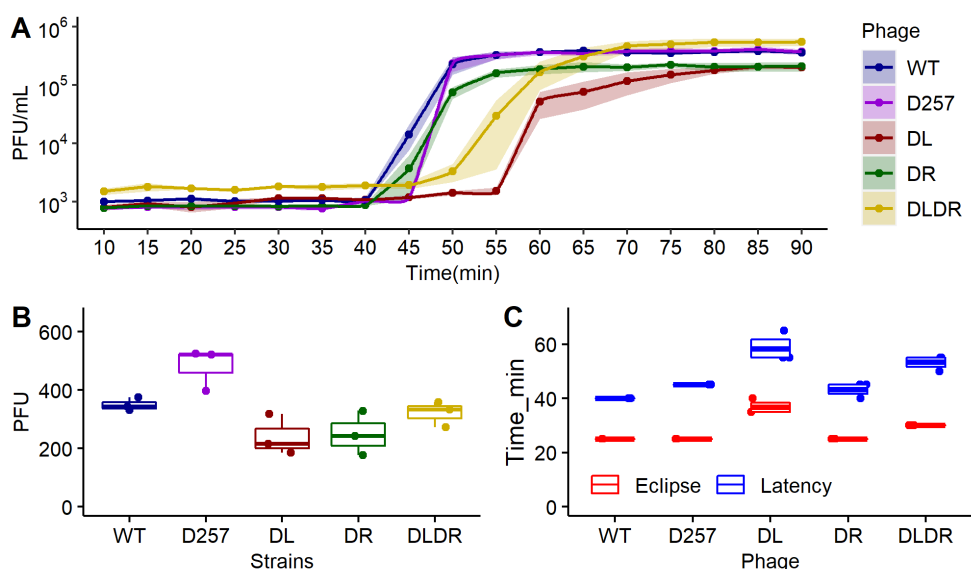 A
PFU/mL
10^6
10^5
10^4
10^3
10 15 20 25 30 35 40 45 50 55 60 65 70 75 80 85 90
Time(min)
Phage
WT
D257
DL
DR
DLDR
B
PFU
600
400
200
0
WT D257 DL DR DLDR
Strains
C
Time_min
60
40
20
0
Eclipse Latency
WT D257 DL DR DLDR
Phage